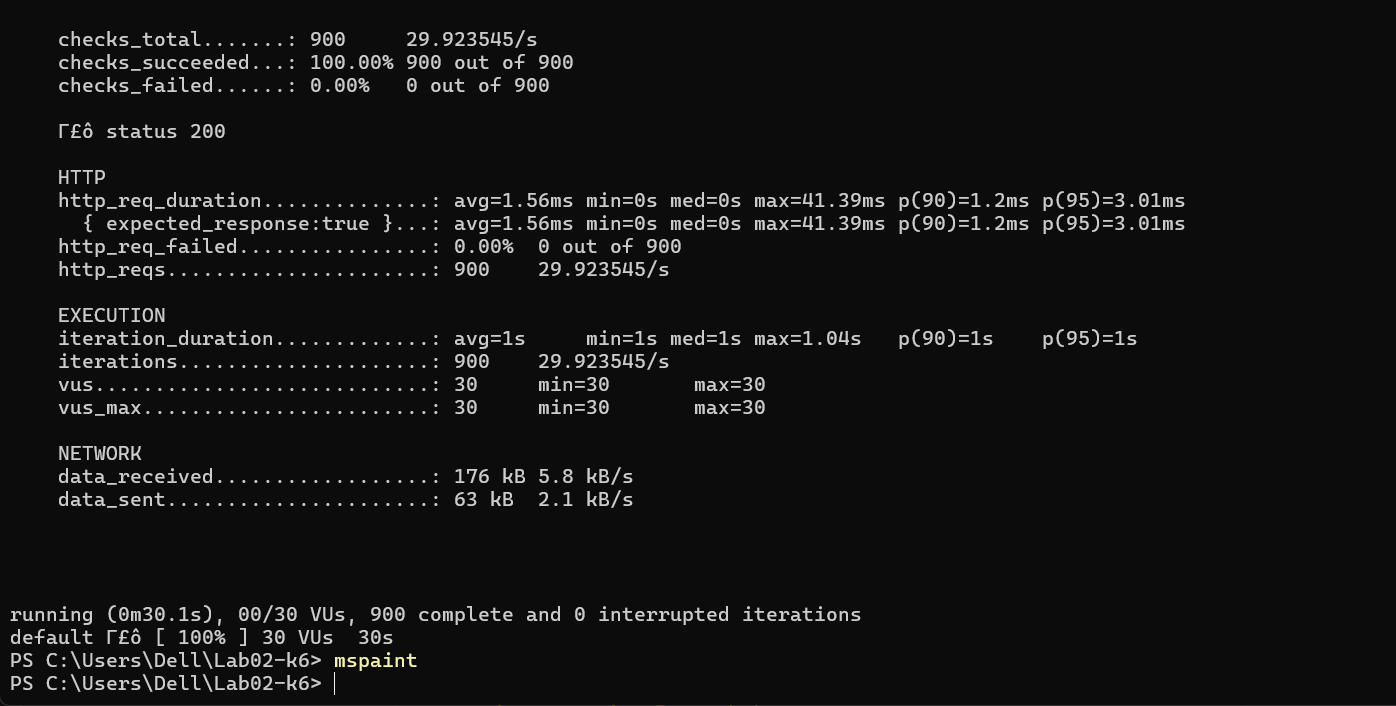 checks_total.......: 900     29.923545/s
checks_succeeded...: 100.00% 900 out of 900
checks_failed......: 0.00%   0 out of 900
Γ£ô status 200
HTTP
http_req_duration..............: avg=1.56ms min=0s med=0s max=41.39ms p(90)=1.2ms p(95)=3.01ms
{ expected_response:true }...: avg=1.56ms min=0s med=0s max=41.39ms p(90)=1.2ms p(95)=3.01ms
http_req_failed................: 0.00%  0 out of 900
http_reqs......................: 900    29.923545/s
EXECUTION
iteration_duration.............: avg=1s     min=1s med=1s max=1.04s   p(90)=1s    p(95)=1s
iterations.....................: 900    29.923545/s
vus............................: 30     min=30       max=30
vus_max........................: 30     min=30       max=30
NETWORK
data_received..................: 176 kB 5.8 kB/s
data_sent......................: 63 kB  2.1 kB/s
running (0m30.1s), 00/30 VUs, 900 complete and 0 interrupted iterations
default Γ£ô [ 100% ] 30 VUs  30s
PS C:\Users\Dell\Lab02-k6> mspaint
PS C:\Users\Dell\Lab02-k6>